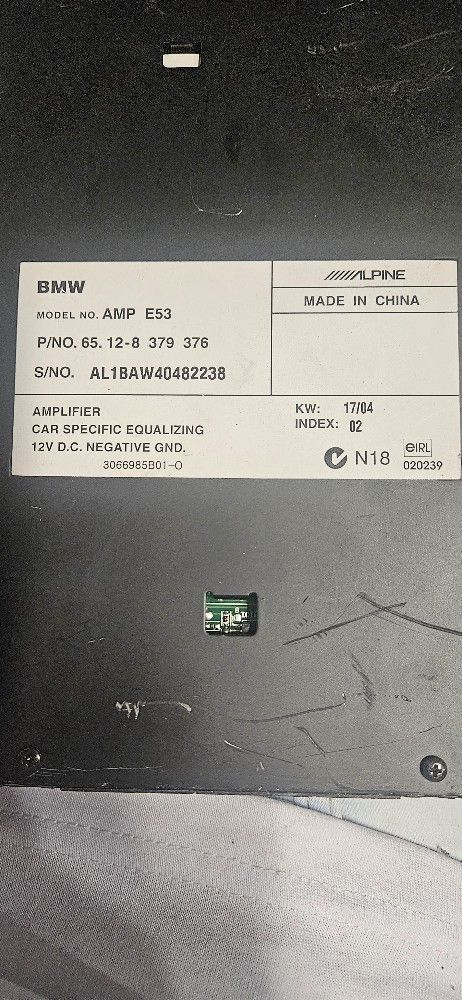 BMW
MODEL NO. AMP E53
P/NO. 65. 12-8 379 376
S/NO. AL1BAW40482238
/////ALPINE
MADE IN CHINA
AMPLIFIER
CAR SPECIFIC EQUALIZING
12V D.C. NEGATIVE GND.
3066985B01-O
KW: 17/04
INDEX: 02
N18
eIRL
020239